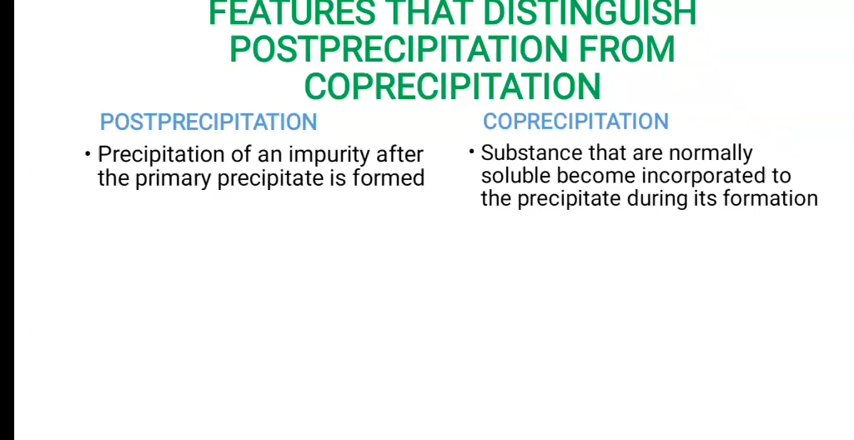 FEATURES THAT DISTINGUISH
POSTPRECIPITATION FROM
COPRECIPITATION
POSTPRECIPITATION
• Precipitation of an impurity after
the primary precipitate is formed
COPRECIPITATION
• Substance that are normally
soluble become incorporated to
the precipitate during its formation